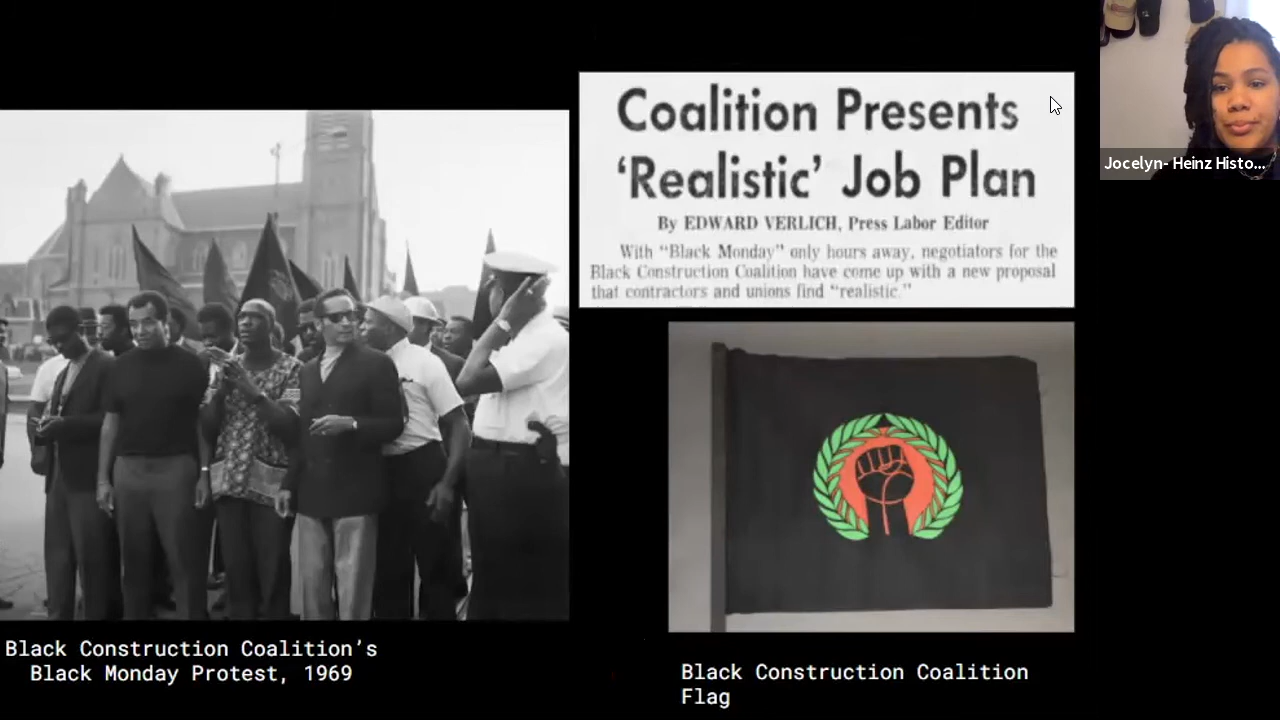 Coalition Presents
‘Realistic’ Job Plan
By EDWARD VERLICH, Press Labor Editor
With “Black Monday” only hours away, negotiators for the
Black Construction Coalition have come up with a new proposal
that contractors and unions find “realistic.”
Jocelyn- Heinz Histo...
Black Construction Coalition’s
Black Monday Protest, 1969
Black Construction Coalition
Flag